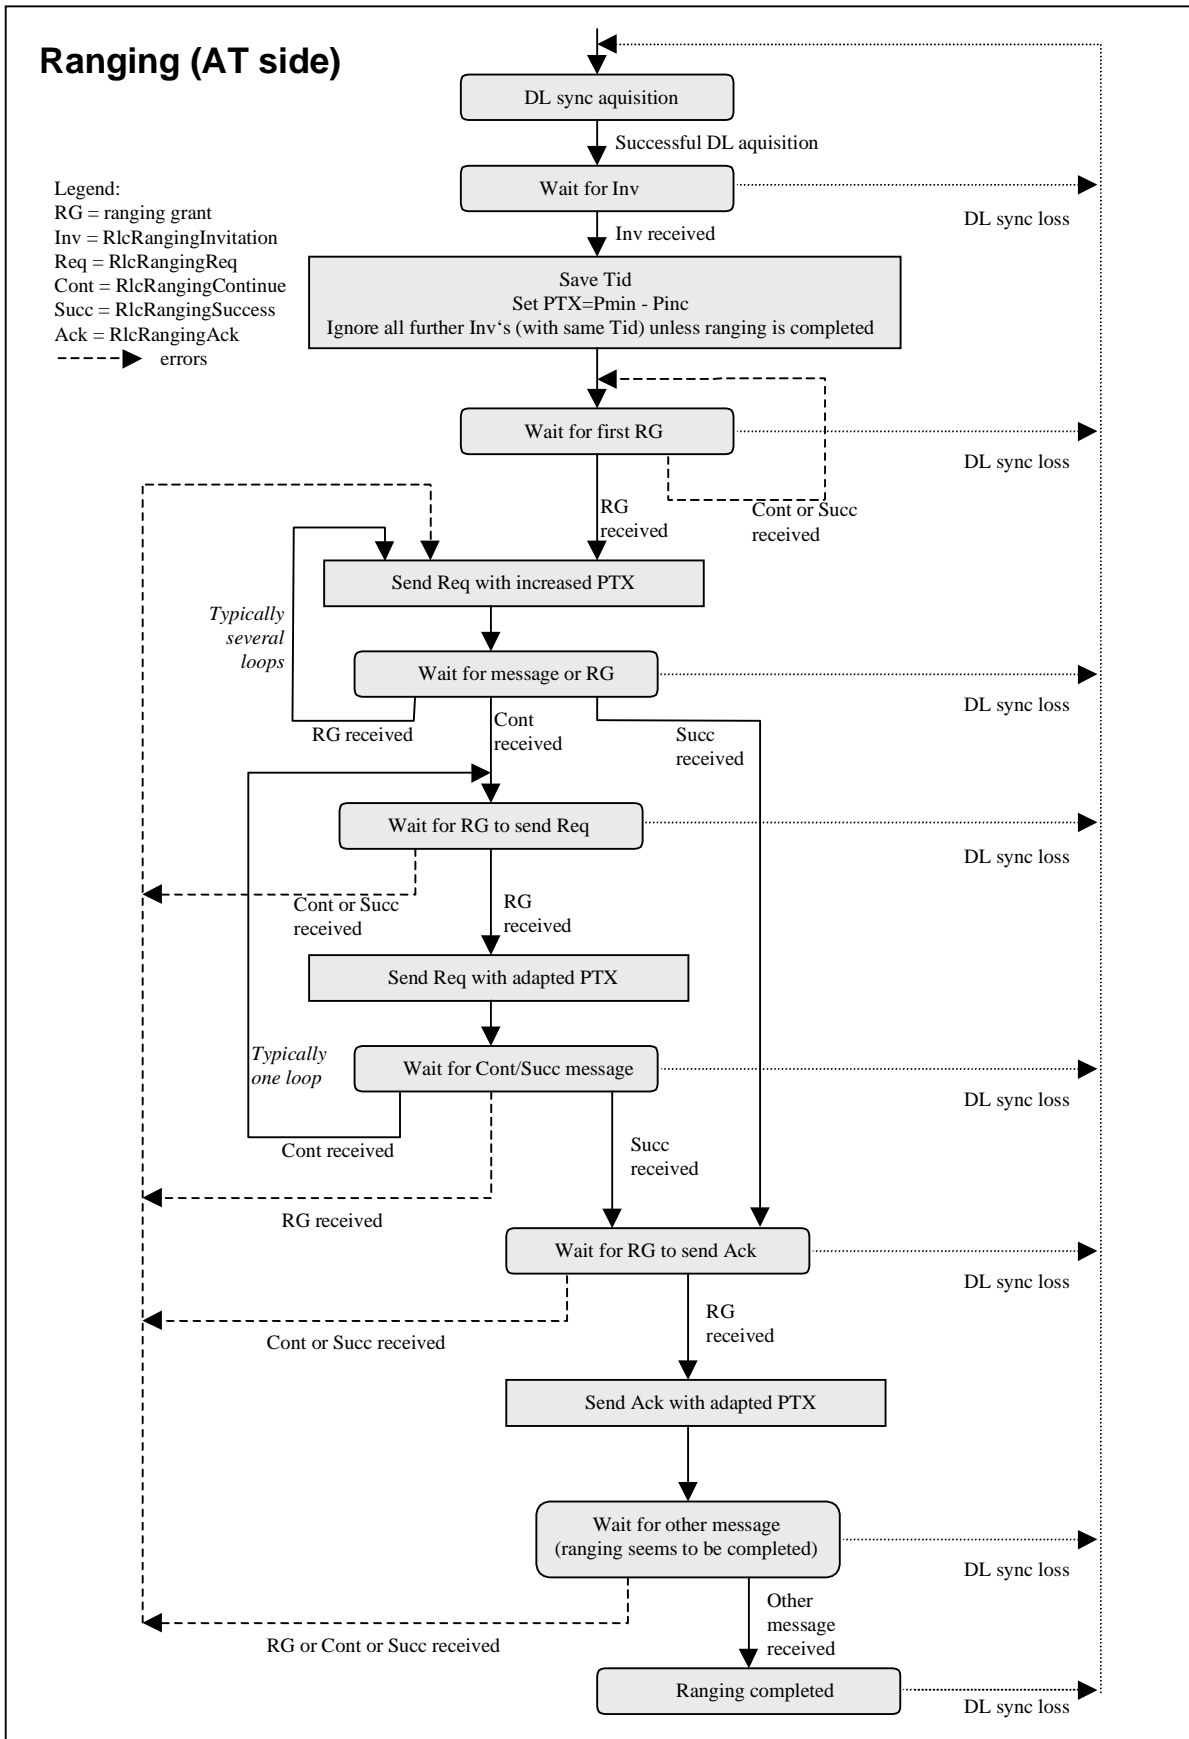 Ranging (AT side)
DL sync aquisition
Successful DL aquisition
Wait for Inv
DL sync loss
Inv received
Legend:
RG = ranging grant
Inv = RlcRangingInvitation
Req = RlcRangingReq
Cont = RlcRangingContinue
Succ = RlcRangingSuccess
Ack = RlcRangingAck
errors
Save Tid
Set PTX=Pmin - Pinc
Ignore all further Inv‘s (with same Tid) unless ranging is completed
Wait for first RG
DL sync loss
RG
received
Cont or Succ
received
Send Req with increased PTX
Typically
several
loops
Wait for message or RG
DL sync loss
RG received
Cont
received
Succ
received
Wait for RG to send Req
DL sync loss
Cont or Succ
received
RG
received
Send Req with adapted PTX
Typically
one loop
Wait for Cont/Succ message
DL sync loss
Cont received
Succ
received
RG received
Wait for RG to send Ack
DL sync loss
Cont or Succ received
RG
received
Send Ack with adapted PTX
Wait for other message
(ranging seems to be completed)
DL sync loss
RG or Cont or Succ received
Other
message
received
Ranging completed
DL sync loss